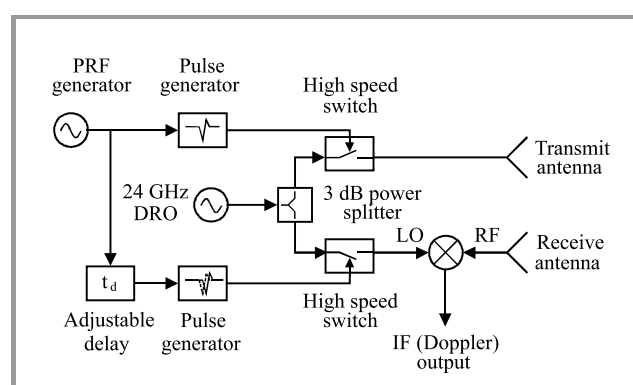 PRF
generator
Pulse
generator
High speed
switch
Transmit
antenna
24 GHz
DRO
3 dB power
splitter
LO
RF
Receive
antenna
td
Adjustable
delay
Pulse
generator
High speed
switch
IF (Doppler)
output